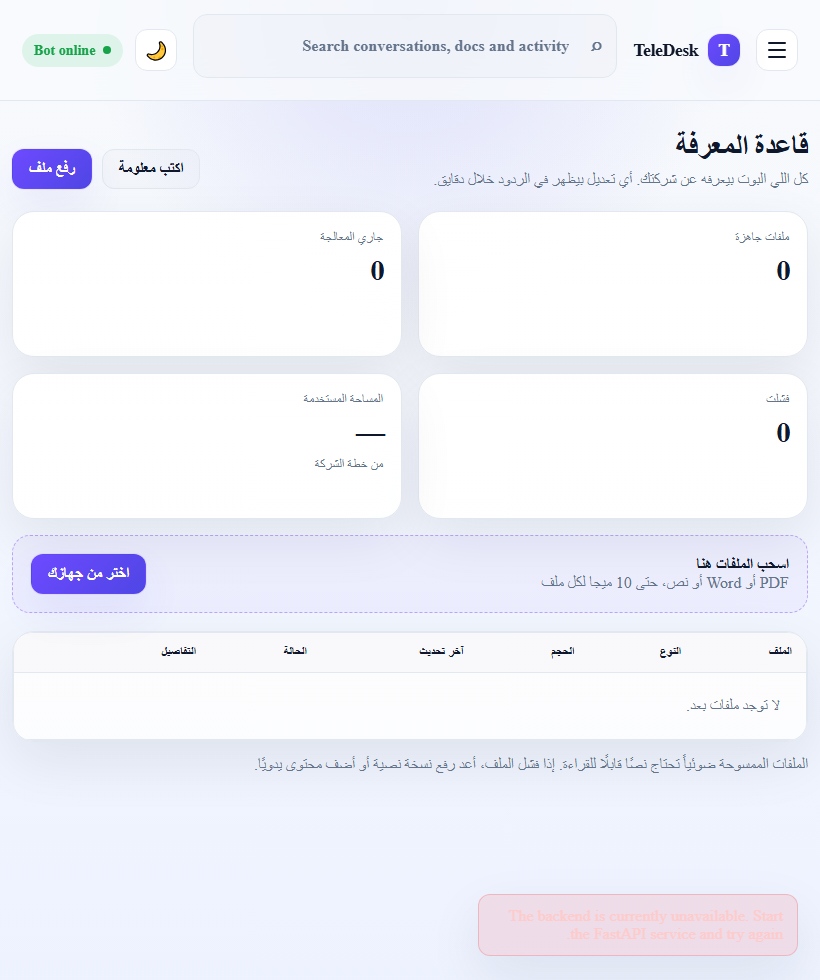 TeleDesk T
Search conversations, docs and activity
Bot online
قاعدة المعرفة
كل اللي البوت بيعرفه عن شركتك. أي تعديل بيظهر في الردود خلال دقايق.
اكتب معلومة
رفع ملف
ملفات جاهزة
0
جاري المعالجة
0
فشلت
0
المساحة المستخدمة
—
من خطة الشركة
اسحب الملفات هنا
PDF أو Word أو نص، حتى 10 ميجا لكل ملف
اختر من جهازك
الملف النوع الحجم آخر تحديث الحالة التفاصيل
لا توجد ملفات بعد.
الملفات الممسوحة ضوئياً تحتاج نصًا قابلًا للقراءة. إذا فشل الملف، أعد رفع نسخة نصية أو أضف محتوى يدويًا.
The backend is currently unavailable. Start
the FastAPI service and try again.